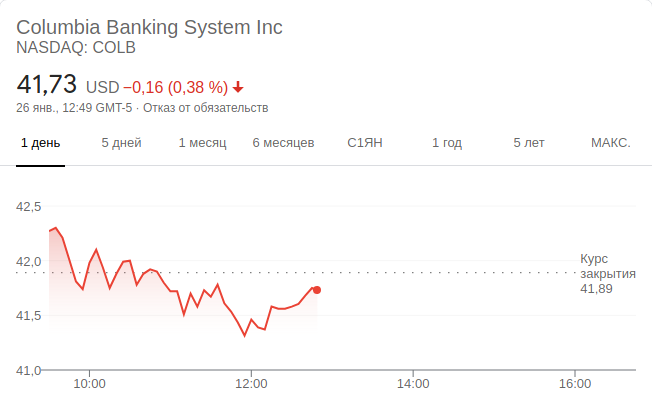 Columbia Banking System Inc
NASDAQ: COLB
41,73 USD −0,16 (0,38 %)
26 янв., 12:49 GMT-5 · Отказ от обязательств
1 день 5 дней 1 месяц 6 месяцев С1ЯН 1 год 5 лет МАКС.
42,5
42,0
41,5
41,0
Курс
закрытия
41,89
10:00 12:00 14:00 16:00